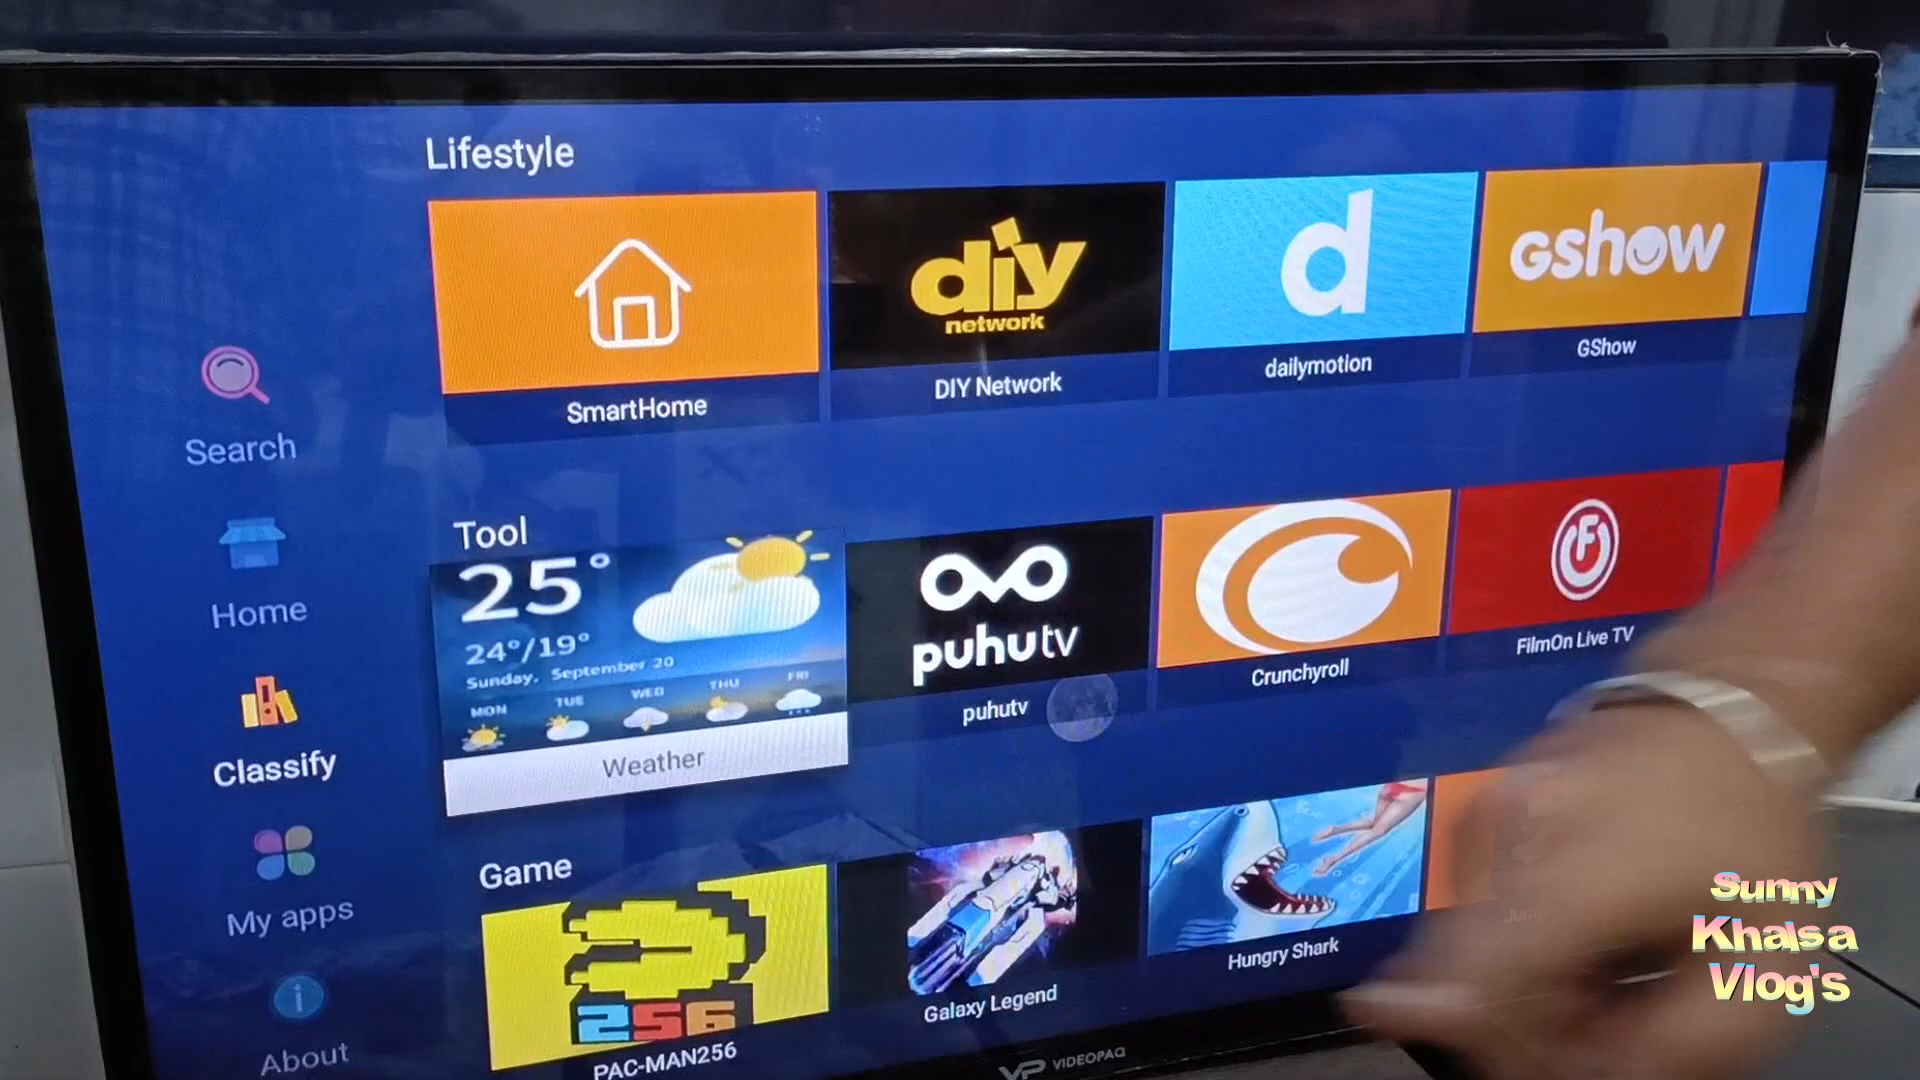 Lifestyle
diy
network
d
GShow
SmartHome
DIY Network
dailymotion
GShow
Search
Tool
25°
24°/19°
Sunday, September 20
MON TUE WED THU FRI
Weather
puhutv
puhutv
Crunchyroll
F
FilmOn Live TV
Home
Classify
Game
256
PAC-MAN256
Galaxy Legend
Hungry Shark
My apps
i
About
VP VIDEOPAQ
Sunny
Khalsa
Vlog's